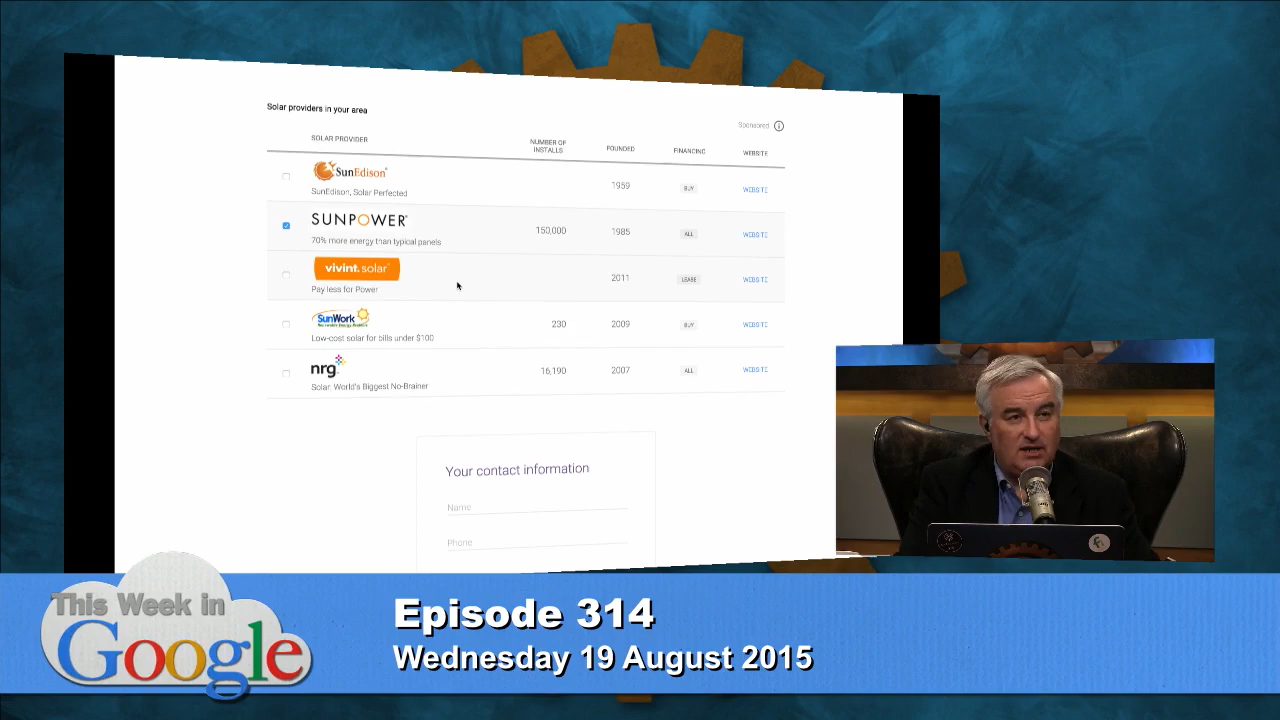 Solar providers in your area
Sponsored
SOLAR PROVIDER NUMBER OF INSTALLS FOUNDED FINANCING WEBSITE
SunEdison
SunEdison, Solar Perfected
1959 BUY WEBSITE
SUNPOWER®
70% more energy than typical panels
150,000 1985 ALL WEBSITE
vivint.solar
Pay less for Power
2011 LEASE WEBSITE
SunWork
Low-cost solar for bills under $100
230 2009 BUY WEBSITE
nrg
Solar: World's Biggest No-Brainer
16,190 2007 ALL WEBSITE
Your contact information
Name
Phone
This Week in
Google
Episode 314
Wednesday 19 August 2015